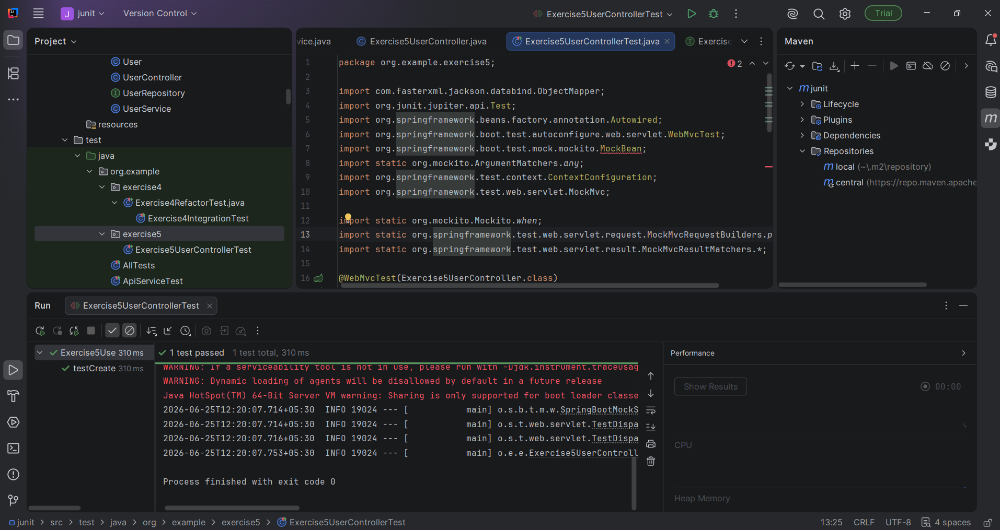 J junit Version Control Exercise5UserControllerTest Trial
Project
User
UserController
UserRepository
UserService
resources
test
java
org.example
exercise4
Exercise4RefactorTest.java
Exercise4IntegrationTest
exercise5
Exercise5UserControllerTest
AllTests
ApiServiceTest
vice.java Exercise5UserController.java Exercise5UserControllerTest.java Exercise
2
1 package org.example.exercise5;
2
3 import com.fasterxml.jackson.databind.ObjectMapper;
4 import org.junit.jupiter.api.Test;
5 import org.springframework.beans.factory.annotation.Autowired;
6 import org.springframework.boot.test.autoconfigure.web.servlet.WebMvcTest;
7 import org.springframework.boot.test.mock.mockito.MockBean;
8 import static org.mockito.ArgumentMatchers.any;
9 import org.springframework.test.context.ContextConfiguration;
10 import org.springframework.test.web.servlet.MockMvc;
11
12 import static org.mockito.Mockito.when;
13 import static org.springframework.test.web.servlet.request.MockMvcRequestBuilders.p
14 import static org.springframework.test.web.servlet.result.MockMvcResultMatchers.*;
15
16 @WebMvcTest(Exercise5UserController.class)
Maven
m junit
Lifecycle
Plugins
Dependencies
Repositories
m local (~\.m2\repository)
m central (https://repo.maven.apache
m
Run Exercise5UserControllerTest
Exercise5Use 310 ms
testCreate 310 ms
1 test passed 1 test total, 310 ms
WARNING: If a serviceability tool is not in use, please run with -Djdk.instrument.traceUsag
WARNING: Dynamic loading of agents will be disallowed by default in a future release
Java HotSpot(TM) 64-Bit Server VM warning: Sharing is only supported for boot loader classe
2026-06-25T12:20:07.714+05:30 INFO 19024 --- [ main] o.s.b.t.m.w.SpringBootMockS
2026-06-25T12:20:07.714+05:30 INFO 19024 --- [ main] o.s.t.web.servlet.TestDispa
2026-06-25T12:20:07.716+05:30 INFO 19024 --- [ main] o.s.t.web.servlet.TestDispa
2026-06-25T12:20:07.753+05:30 INFO 19024 --- [ main] o.e.e.Exercise5UserControll
Process finished with exit code 0
Performance
Show Results 00:00
CPU
Heap Memory
junit > src > test > java > org > example > exercise5 > Exercise5UserControllerTest
13:25 CRLF UTF-8 4 spaces